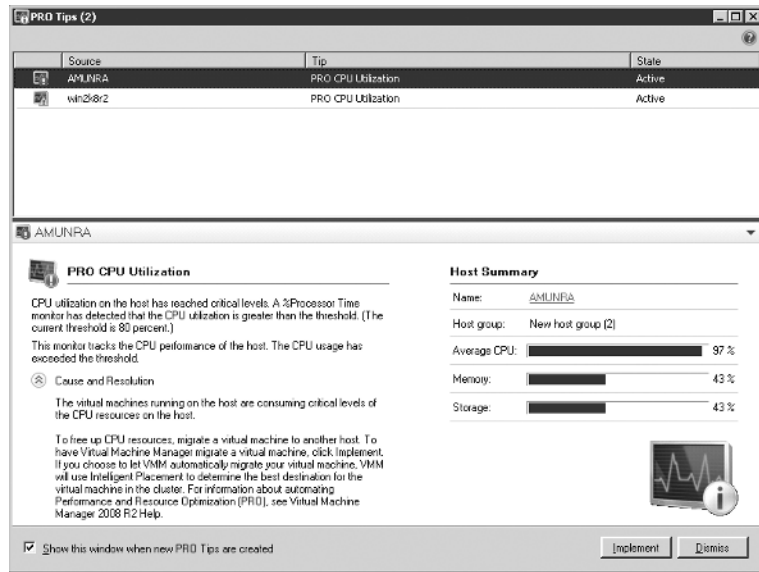 PRO Tips (2)
Source Tip State
AMUNRA PRO CPU Utilization Active
win2k8r2 PRO CPU Utilization Active
AMUNRA
PRO CPU Utilization
CPU utilization on the host has reached critical levels. A %Processor Time
monitor has detected that the CPU utilization is greater than the threshold. (The
current threshold is 80 percent.)
This monitor tracks the CPU performance of the host. The CPU usage has
exceeded the threshold.
Cause and Resolution
The virtual machines running on the host are consuming critical levels of
the CPU resources on the host.
To free up CPU resources, migrate a virtual machine to another host. To
have Virtual Machine Manager migrate a virtual machine, click Implement.
If you choose to let VMM automatically migrate your virtual machine, VMM
will use Intelligent Placement to determine the best destination for the
virtual machine in the cluster. For information about automating
Performance and Resource Optimization (PRO), see Virtual Machine
Manager 2008 R2 Help.
Host Summary
Name: AMUNRA
Host group: New host group (2)
Average CPU: 97 %
Memory: 43 %
Storage: 43 %
Show this window when new PRO Tips are created
Implement Dismiss